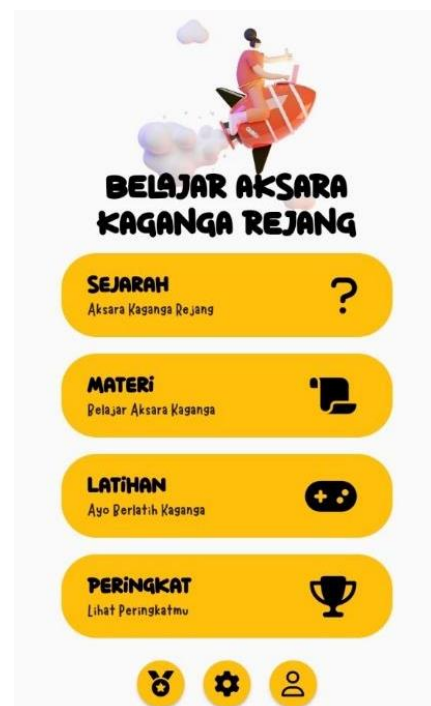 BELAJAR AKSARA
KAGANGA REJANG
SEJARAH
Aksara Kaganga Rejang
?
MATERi
Belajar Aksara Kaganga
LATiHAN
Ayo Berlatih Kaganga
PERiNGKAT
Lihat Peringkatmu